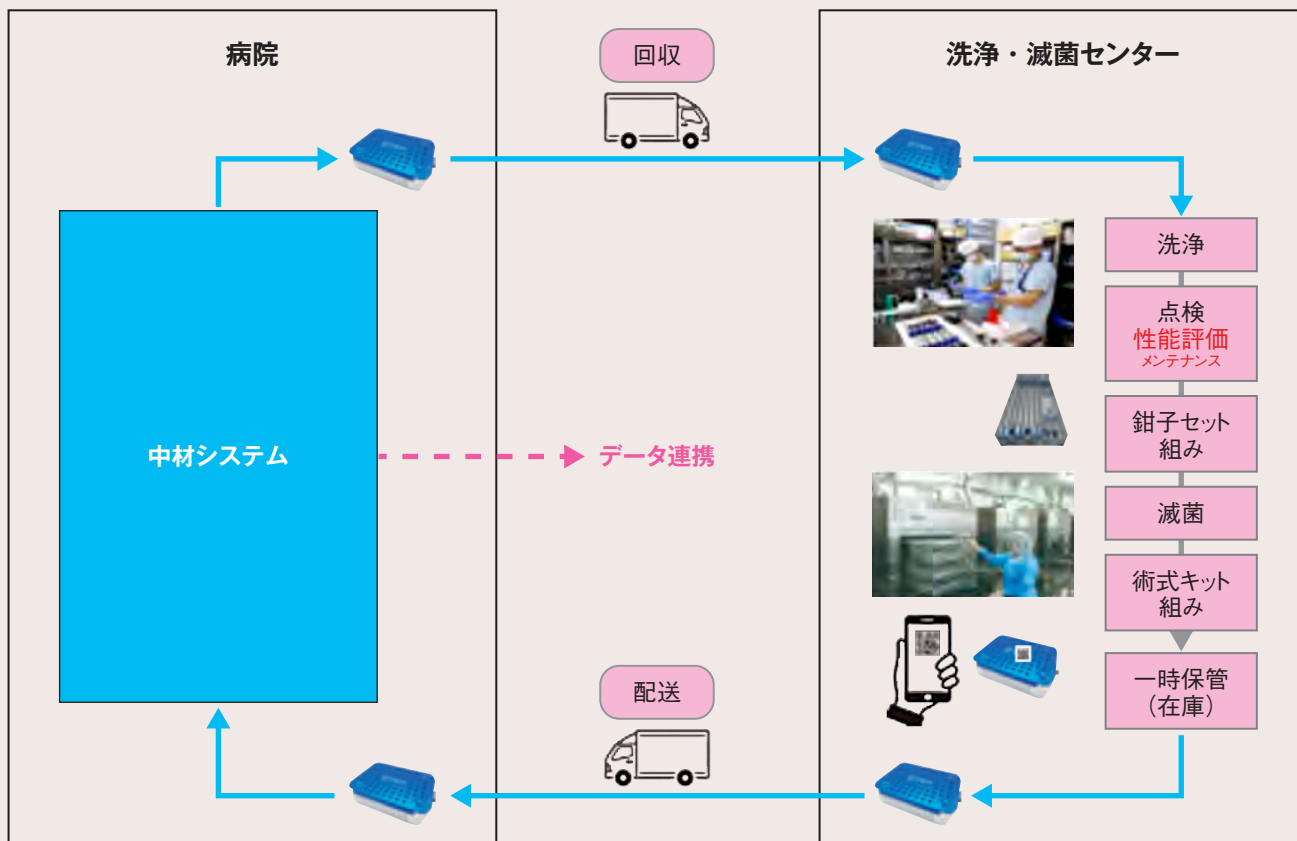 病院
回収
洗浄・滅菌センター
洗浄
点検
性能評価
メンテナンス
鉗子セット
組み
中材システム
データ連携
滅菌
術式キット
組み
配送
一時保管
（在庫）